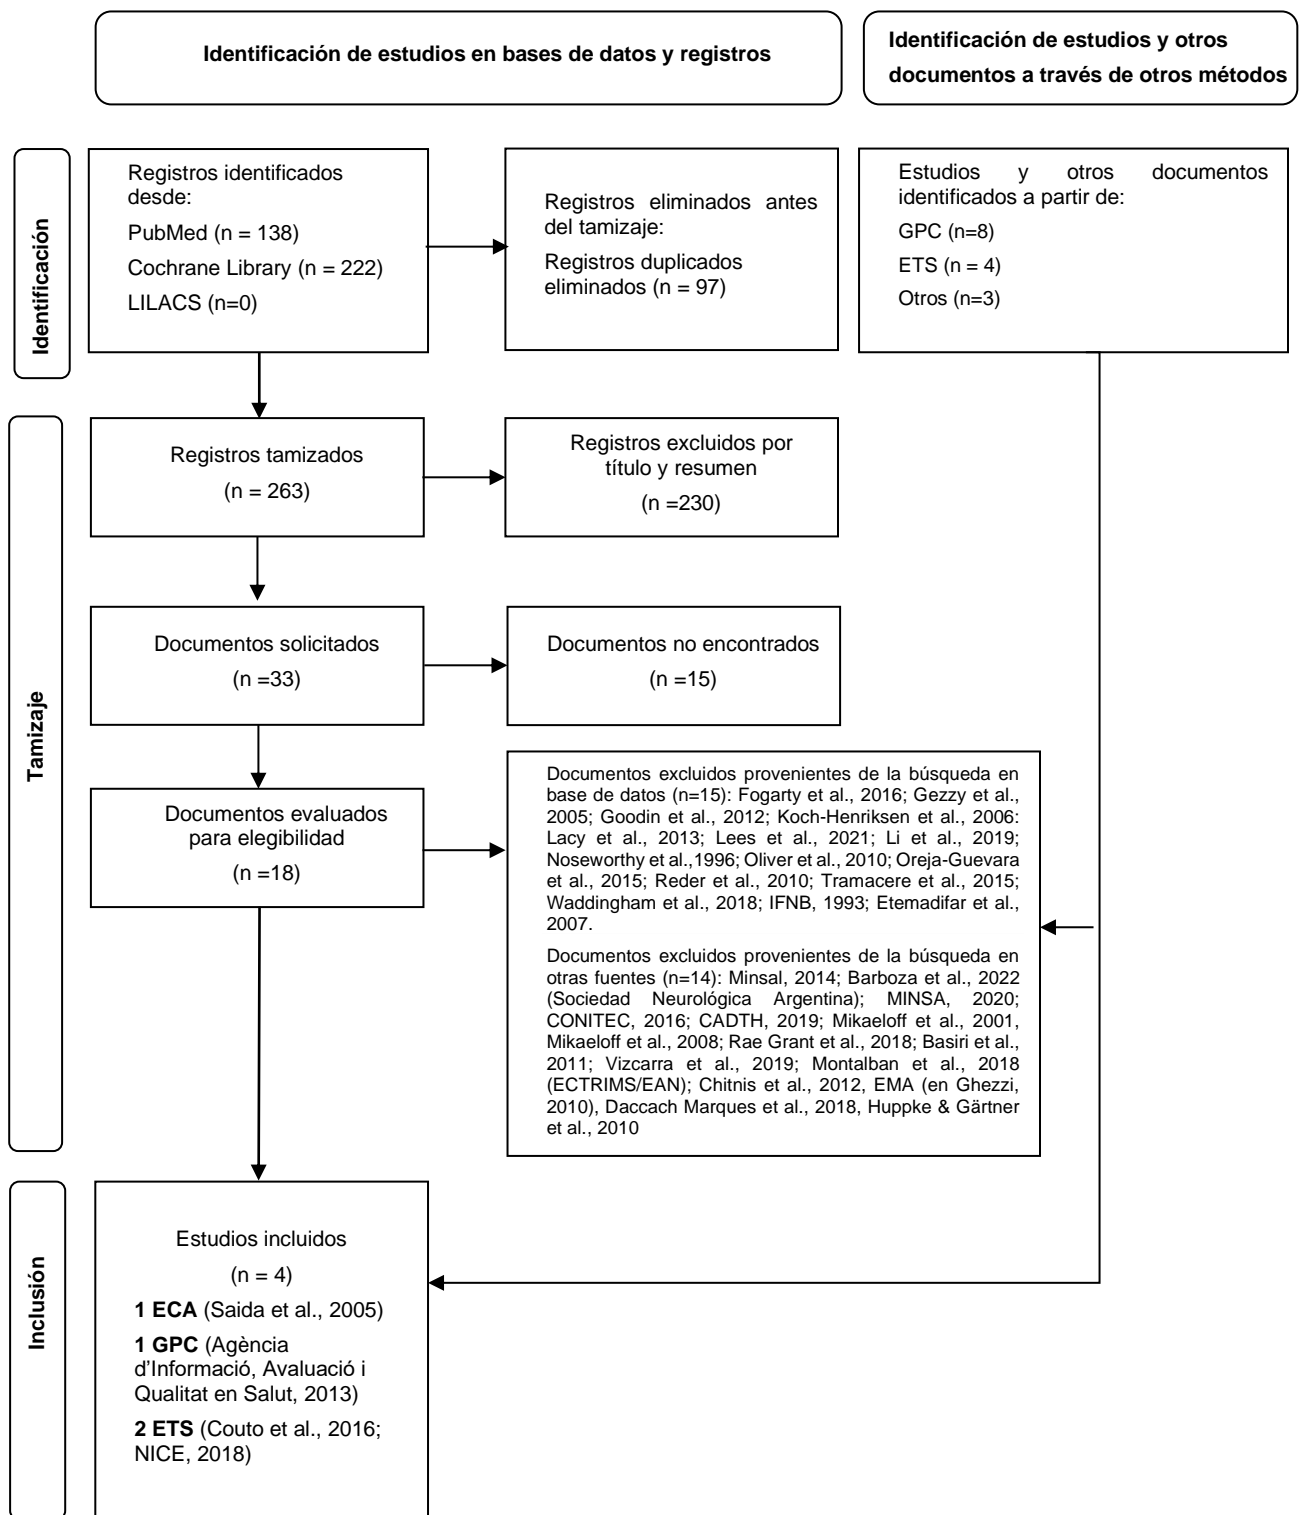 Identificación de estudios en bases de datos y registros
Identificación de estudios y otros
documentos a través de otros métodos
Identificación
Registros identificados
desde:
PubMed (n = 138)
Cochrane Library (n = 222)
LILACS (n=0)
Registros eliminados antes
del tamizaje:
Registros duplicados
eliminados (n = 97)
Estudios y otros documentos
identificados a partir de:
GPC (n=8)
ETS (n = 4)
Otros (n=3)
Tamizaje
Registros tamizados
(n = 263)
Registros excluidos por
título y resumen
(n =230)
Documentos solicitados
(n =33)
Documentos no encontrados
(n =15)
Documentos evaluados
para elegibilidad
(n =18)
Documentos excluidos provenientes de la búsqueda en
base de datos (n=15): Fogarty et al., 2016; Gezzy et al.,
2005; Goodin et al., 2012; Koch-Henriksen et al., 2006:
Lacy et al., 2013; Lees et al., 2021; Li et al., 2019;
Noseworthy et al.,1996; Oliver et al., 2010; Oreja-Guevara
et al., 2015; Reder et al., 2010; Tramacere et al., 2015;
Waddingham et al., 2018; IFNB, 1993; Etemadifar et al.,
2007.
Documentos excluidos provenientes de la búsqueda en
otras fuentes (n=14): Minsal, 2014; Barboza et al., 2022
(Sociedad Neurológica Argentina); MINSA, 2020;
CONITEC, 2016; CADTH, 2019; Mikaeloff et al., 2001,
Mikaeloff et al., 2008; Rae Grant et al., 2018; Basiri et al.,
2011; Vizcarra et al., 2019; Montalban et al., 2018
(ECTRIMS/EAN); Chitnis et al., 2012, EMA (en Ghezzi,
2010), Daccach Marques et al., 2018, Huppke & Gärtner
et al., 2010
Inclusión
Estudios incluidos
(n = 4)
1 ECA (Saida et al., 2005)
1 GPC (Agència
d’Informació, Avaluació i
Qualitat en Salut, 2013)
2 ETS (Couto et al., 2016;
NICE, 2018)